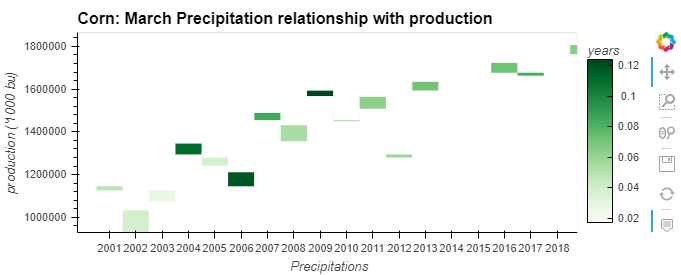 Corn: March Precipitation relationship with production
years
1800000
1600000
1400000
1200000
1000000
production ('1000 bu)
0.12
0.1
0.08
0.06
0.04
0.02
2001 2002 2003 2004 2005 2006 2007 2008 2009 2010 2011 2012 2013 2014 2015 2016 2017 2018
Precipitations